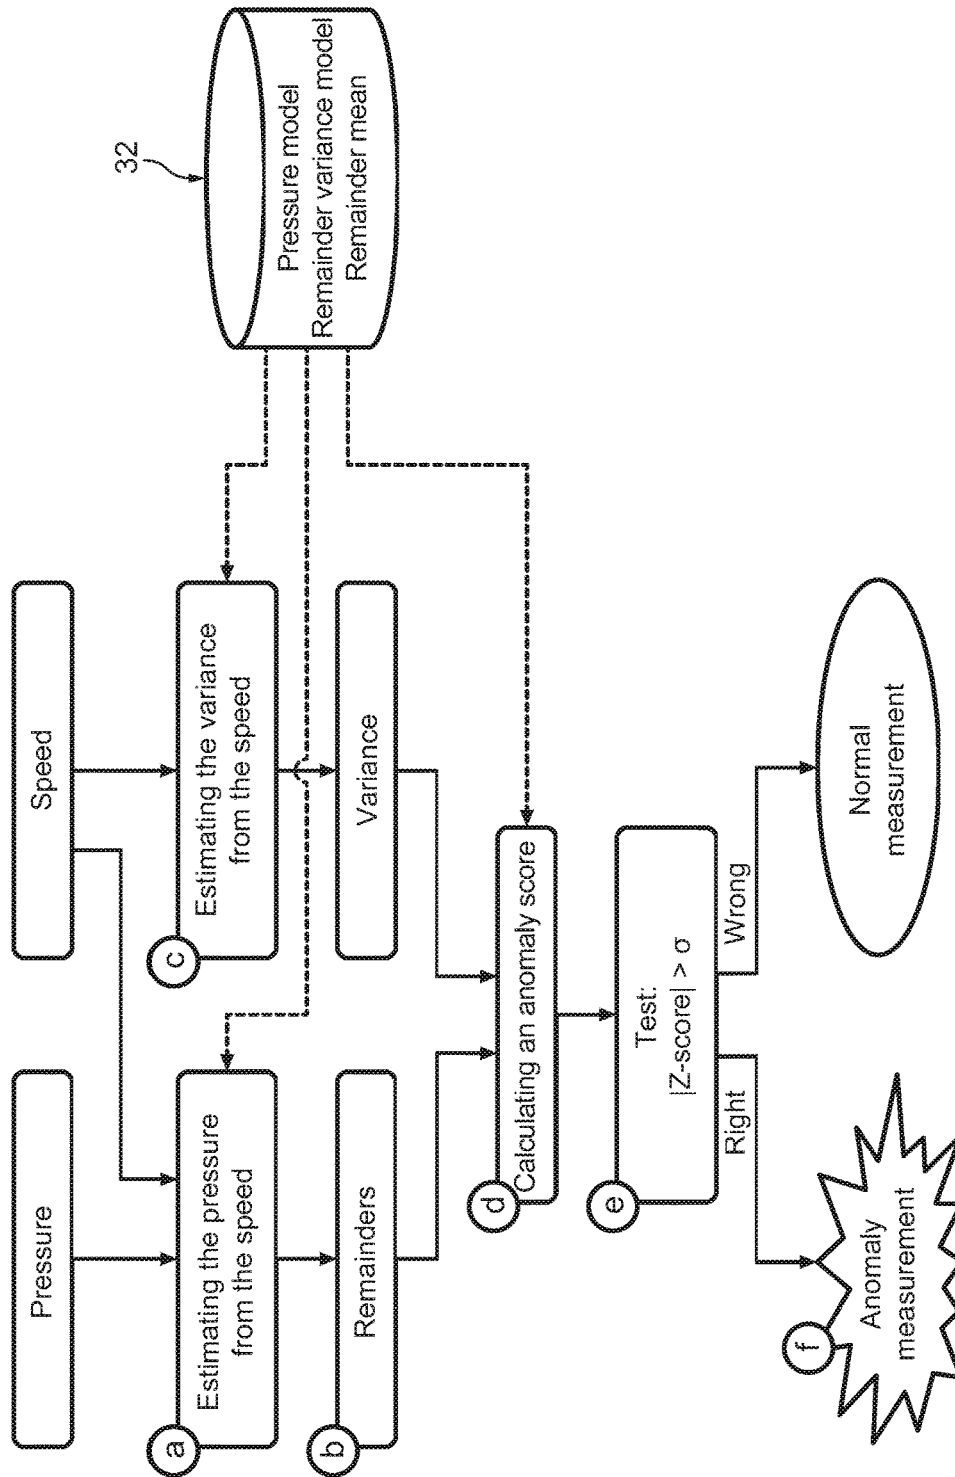 Pressure
Speed
32
a
Estimating the pressure
from the speed
c
Estimating the variance
from the speed
Pressure model
Remainder variance model
Remainder mean
b
Remainders
Variance
d
Calculating an anomaly score
e
Test:
|Z-score| > σ
Right
Wrong
f
Anomaly
measurement
Normal
measurement